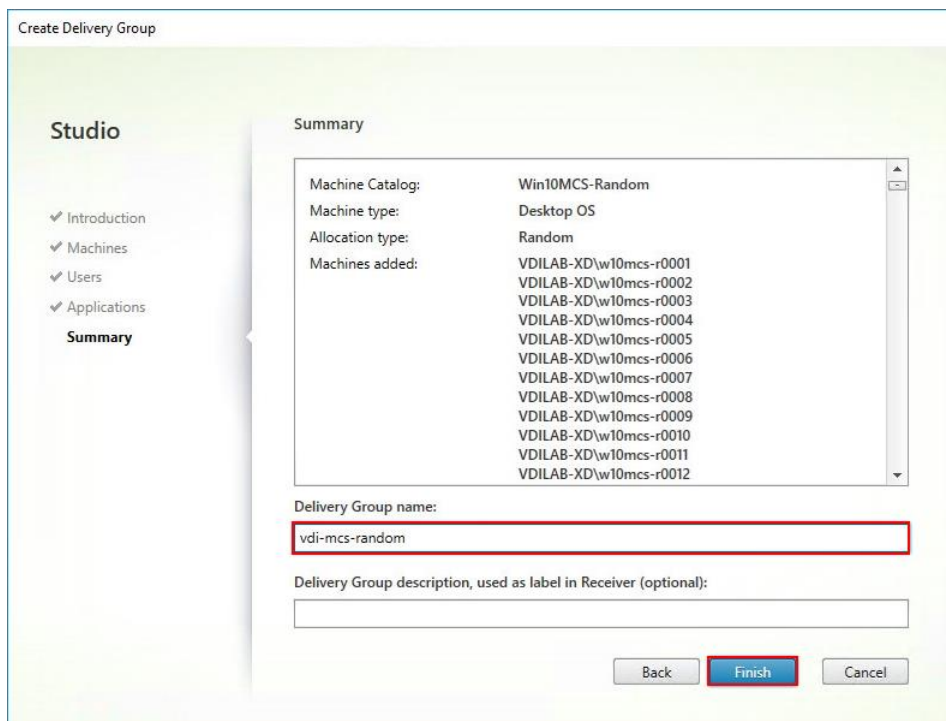 Create Delivery Group
Studio
Introduction
Machines
Users
Applications
Summary
Summary
Machine Catalog: Win10MCS-Random
Machine type: Desktop OS
Allocation type: Random
Machines added: VDILAB-XD\w10mcs-r0001
VDILAB-XD\w10mcs-r0002
VDILAB-XD\w10mcs-r0003
VDILAB-XD\w10mcs-r0004
VDILAB-XD\w10mcs-r0005
VDILAB-XD\w10mcs-r0006
VDILAB-XD\w10mcs-r0007
VDILAB-XD\w10mcs-r0008
VDILAB-XD\w10mcs-r0009
VDILAB-XD\w10mcs-r0010
VDILAB-XD\w10mcs-r0011
VDILAB-XD\w10mcs-r0012
Delivery Group name:
vdi-mcs-random
Delivery Group description, used as label in Receiver (optional):
Back Finish Cancel